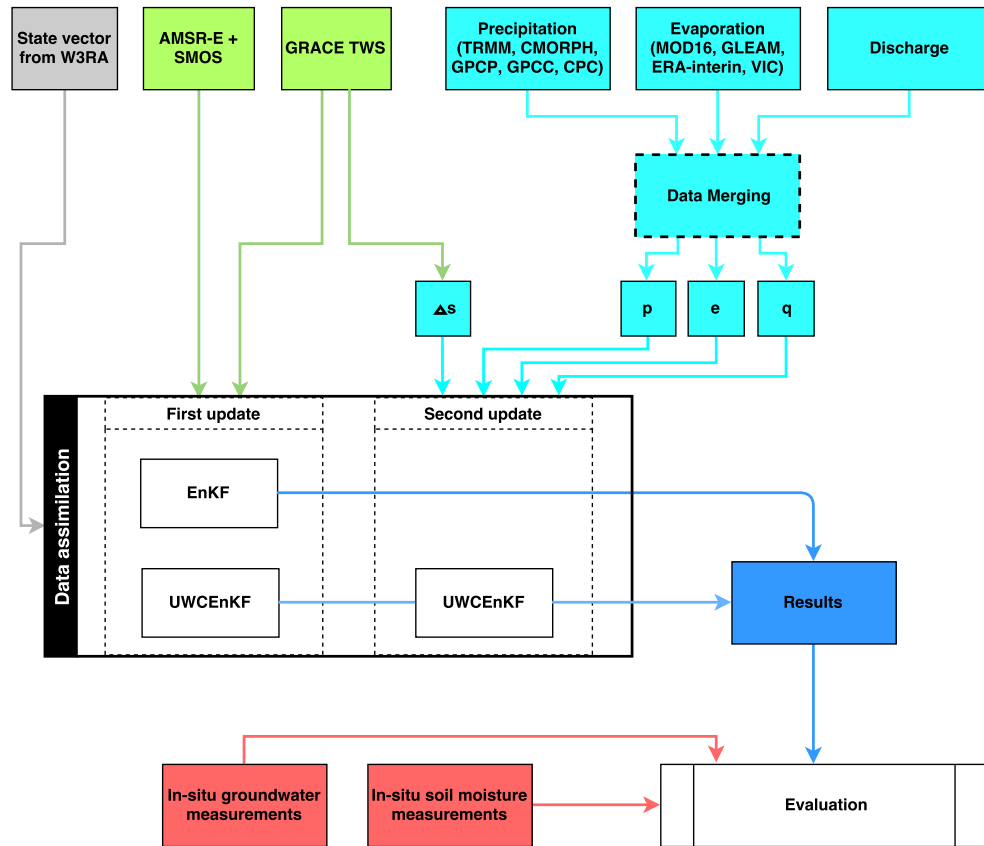 State vector
from W3RA
AMSR-E +
SMOS
GRACE TWS
Precipitation
(TRMM, CMORPH,
GPCP, GPCC, CPC)
Evaporation
(MOD16, GLEAM,
ERA-interin, VIC)
Discharge
Data Merging
Δs
p
e
q
Data assimilation
First update
Second update
EnKF
UWCEnKF
UWCEnKF
Results
In-situ groundwater
measurements
In-situ soil moisture
measurements
Evaluation